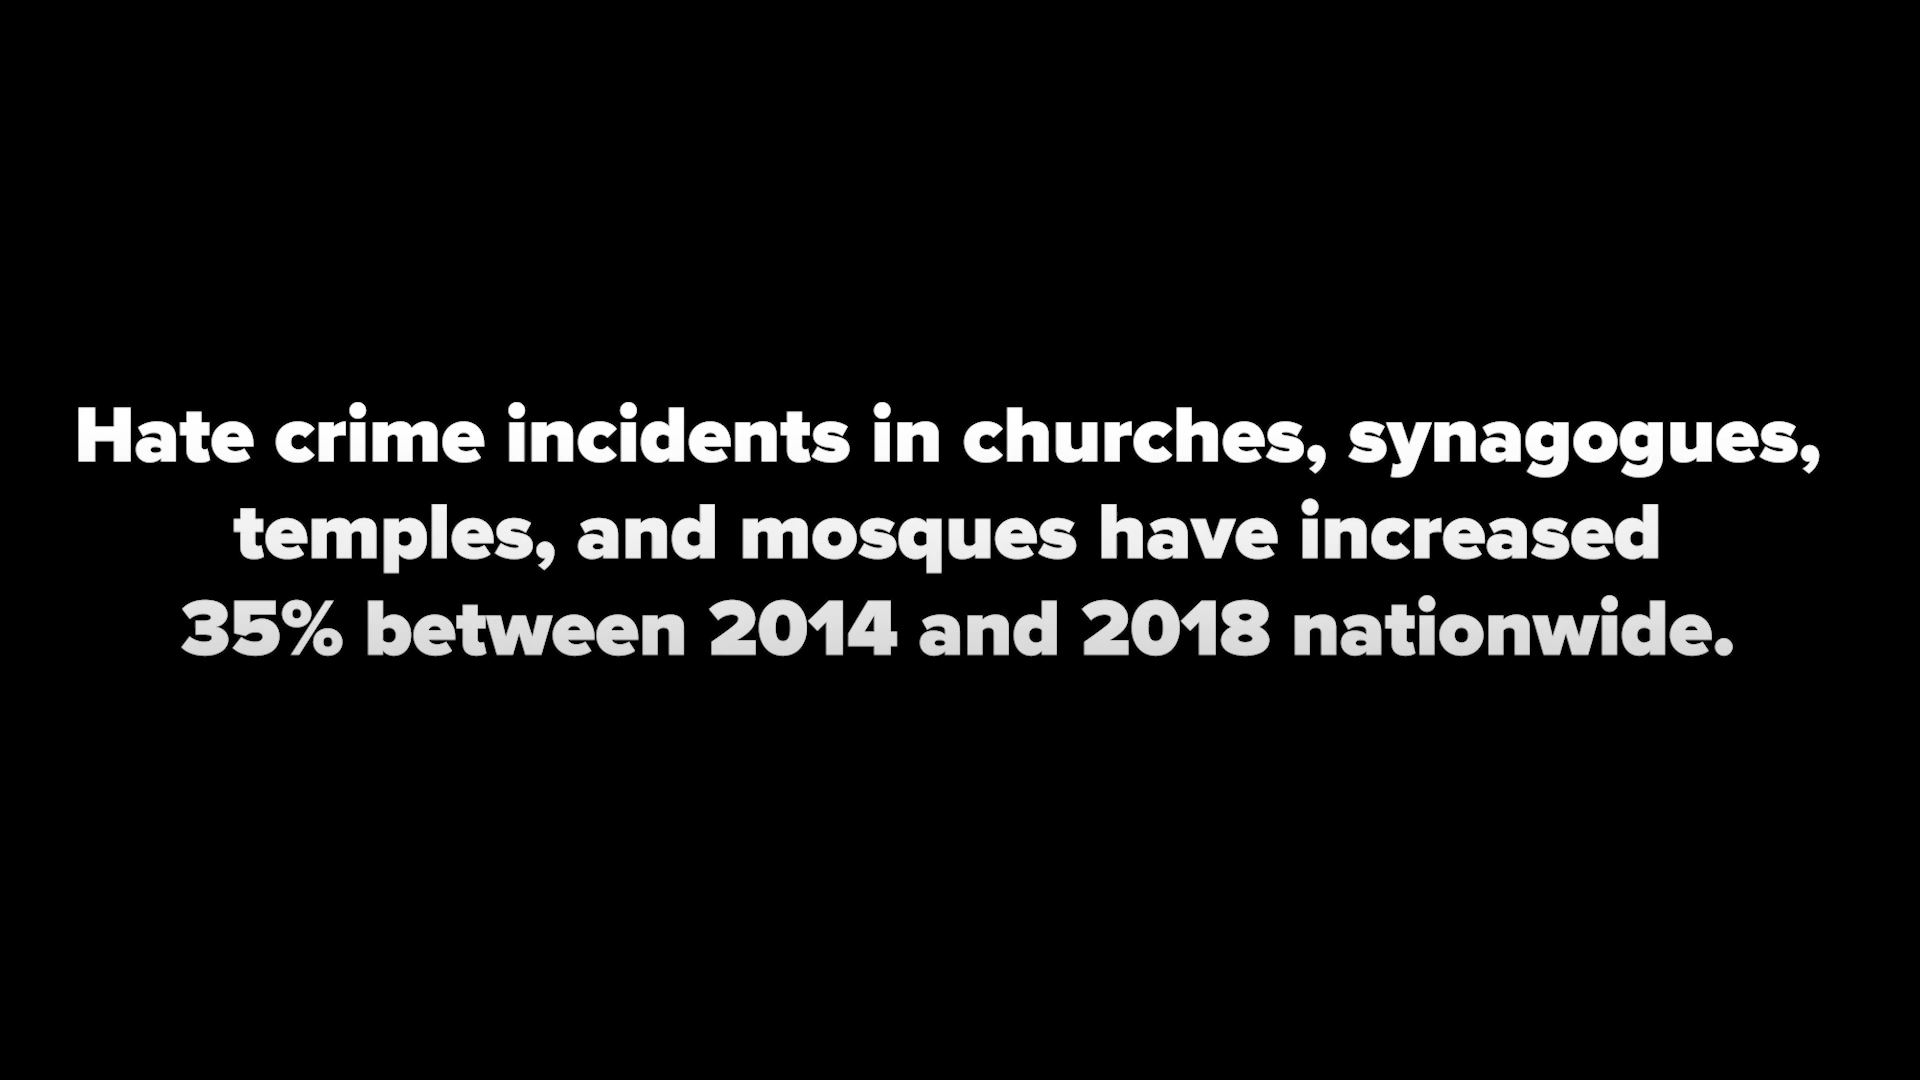 Hate crime incidents in churches, synagogues,
temples, and mosques have increased
35% between 2014 and 2018 nationwide.